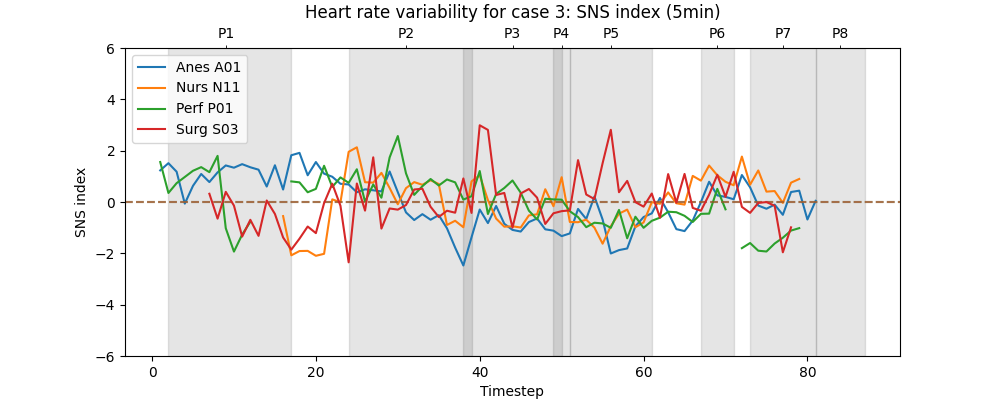 Heart rate variability for case 3: SNS index (5min)
P1 P2 P3 P4 P5 P6 P7 P8
Anes A01
Nurs N11
Perf P01
Surg S03
6
4
2
0
−2
−4
−6
SNS index
0 20 40 60 80
Timestep